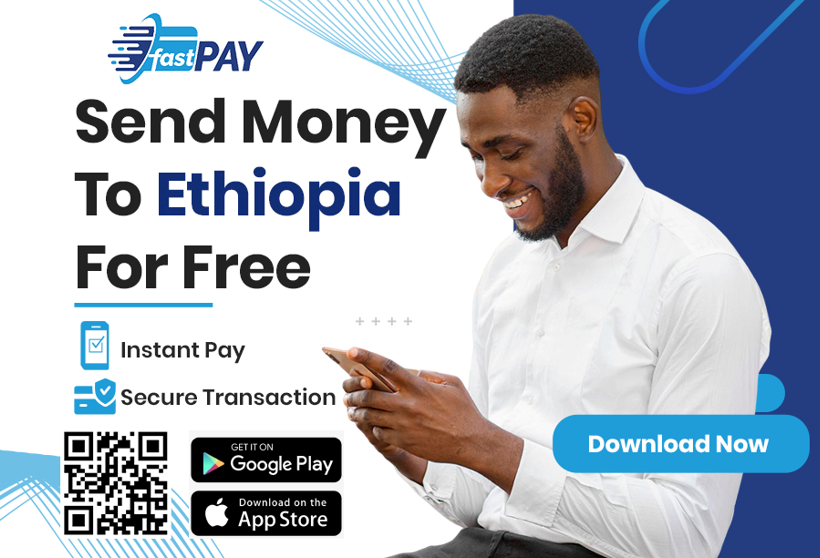 fastPAY
Send Money
To Ethiopia
For Free
Instant Pay
Secure Transaction
GET IT ON
Google Play
Download on the
App Store
Download Now